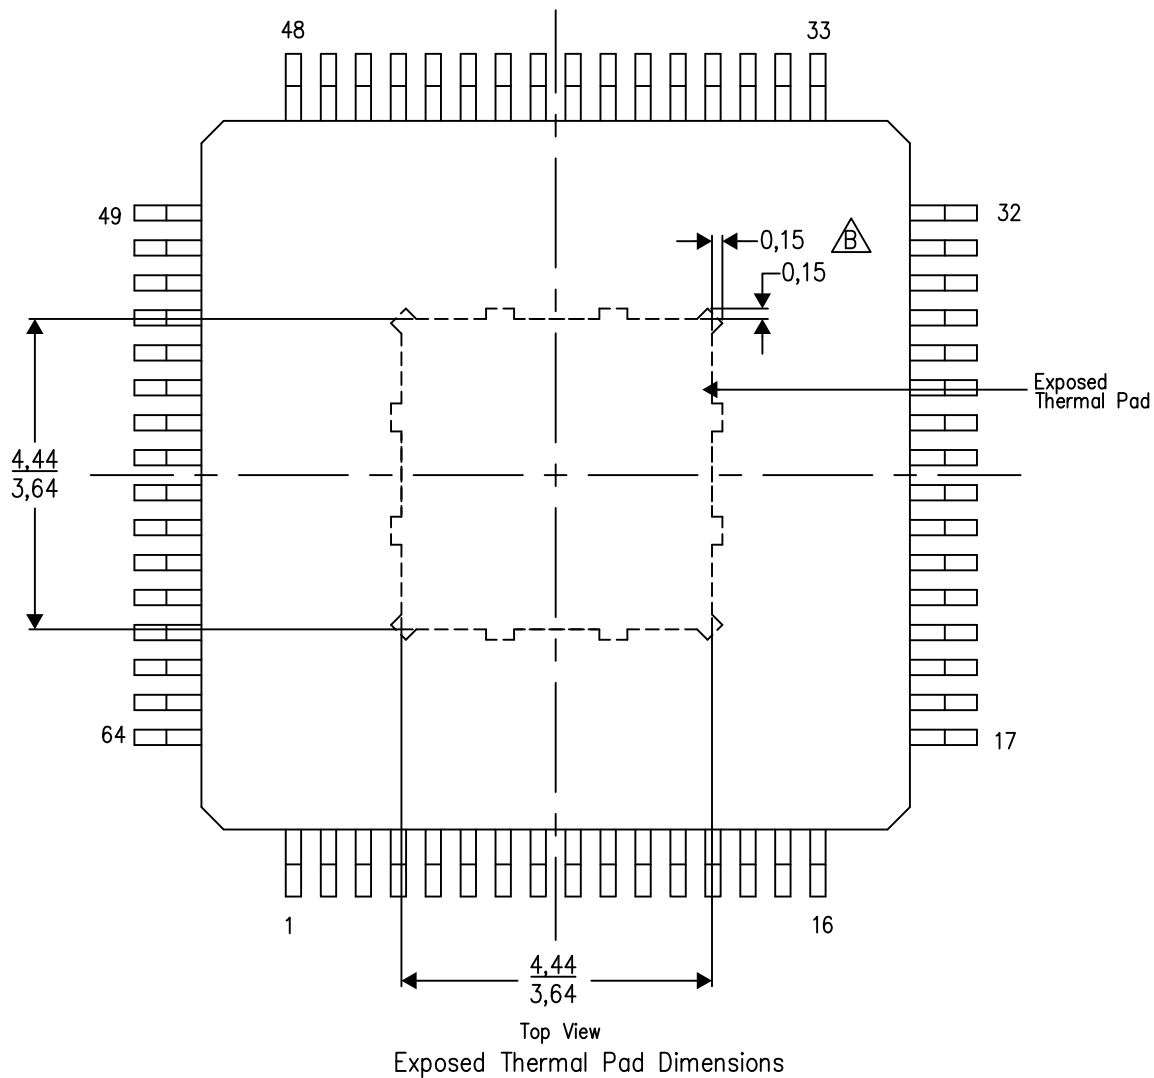 48
33
49
32
0,15
B
0,15
Exposed
Thermal Pad
4,44
3,64
64
17
1
16
4,44
3,64
Top View
Exposed Thermal Pad Dimensions